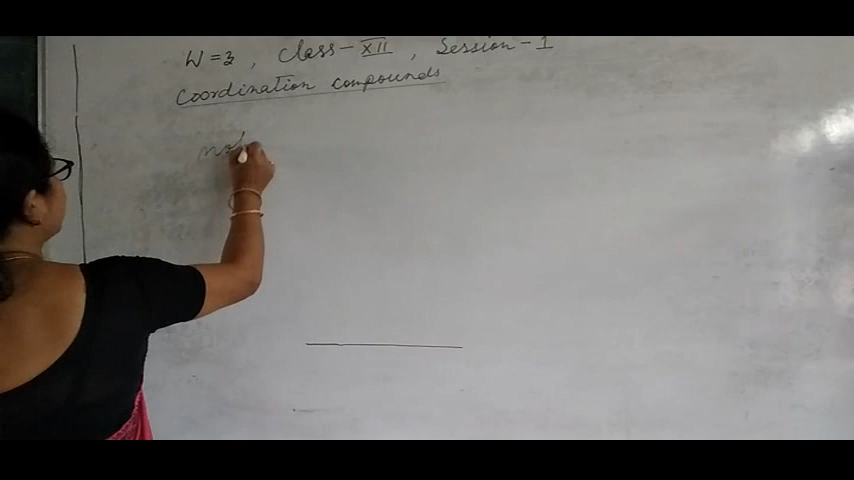 W = 3, Class - XII, Session - 1
Coordination compounds